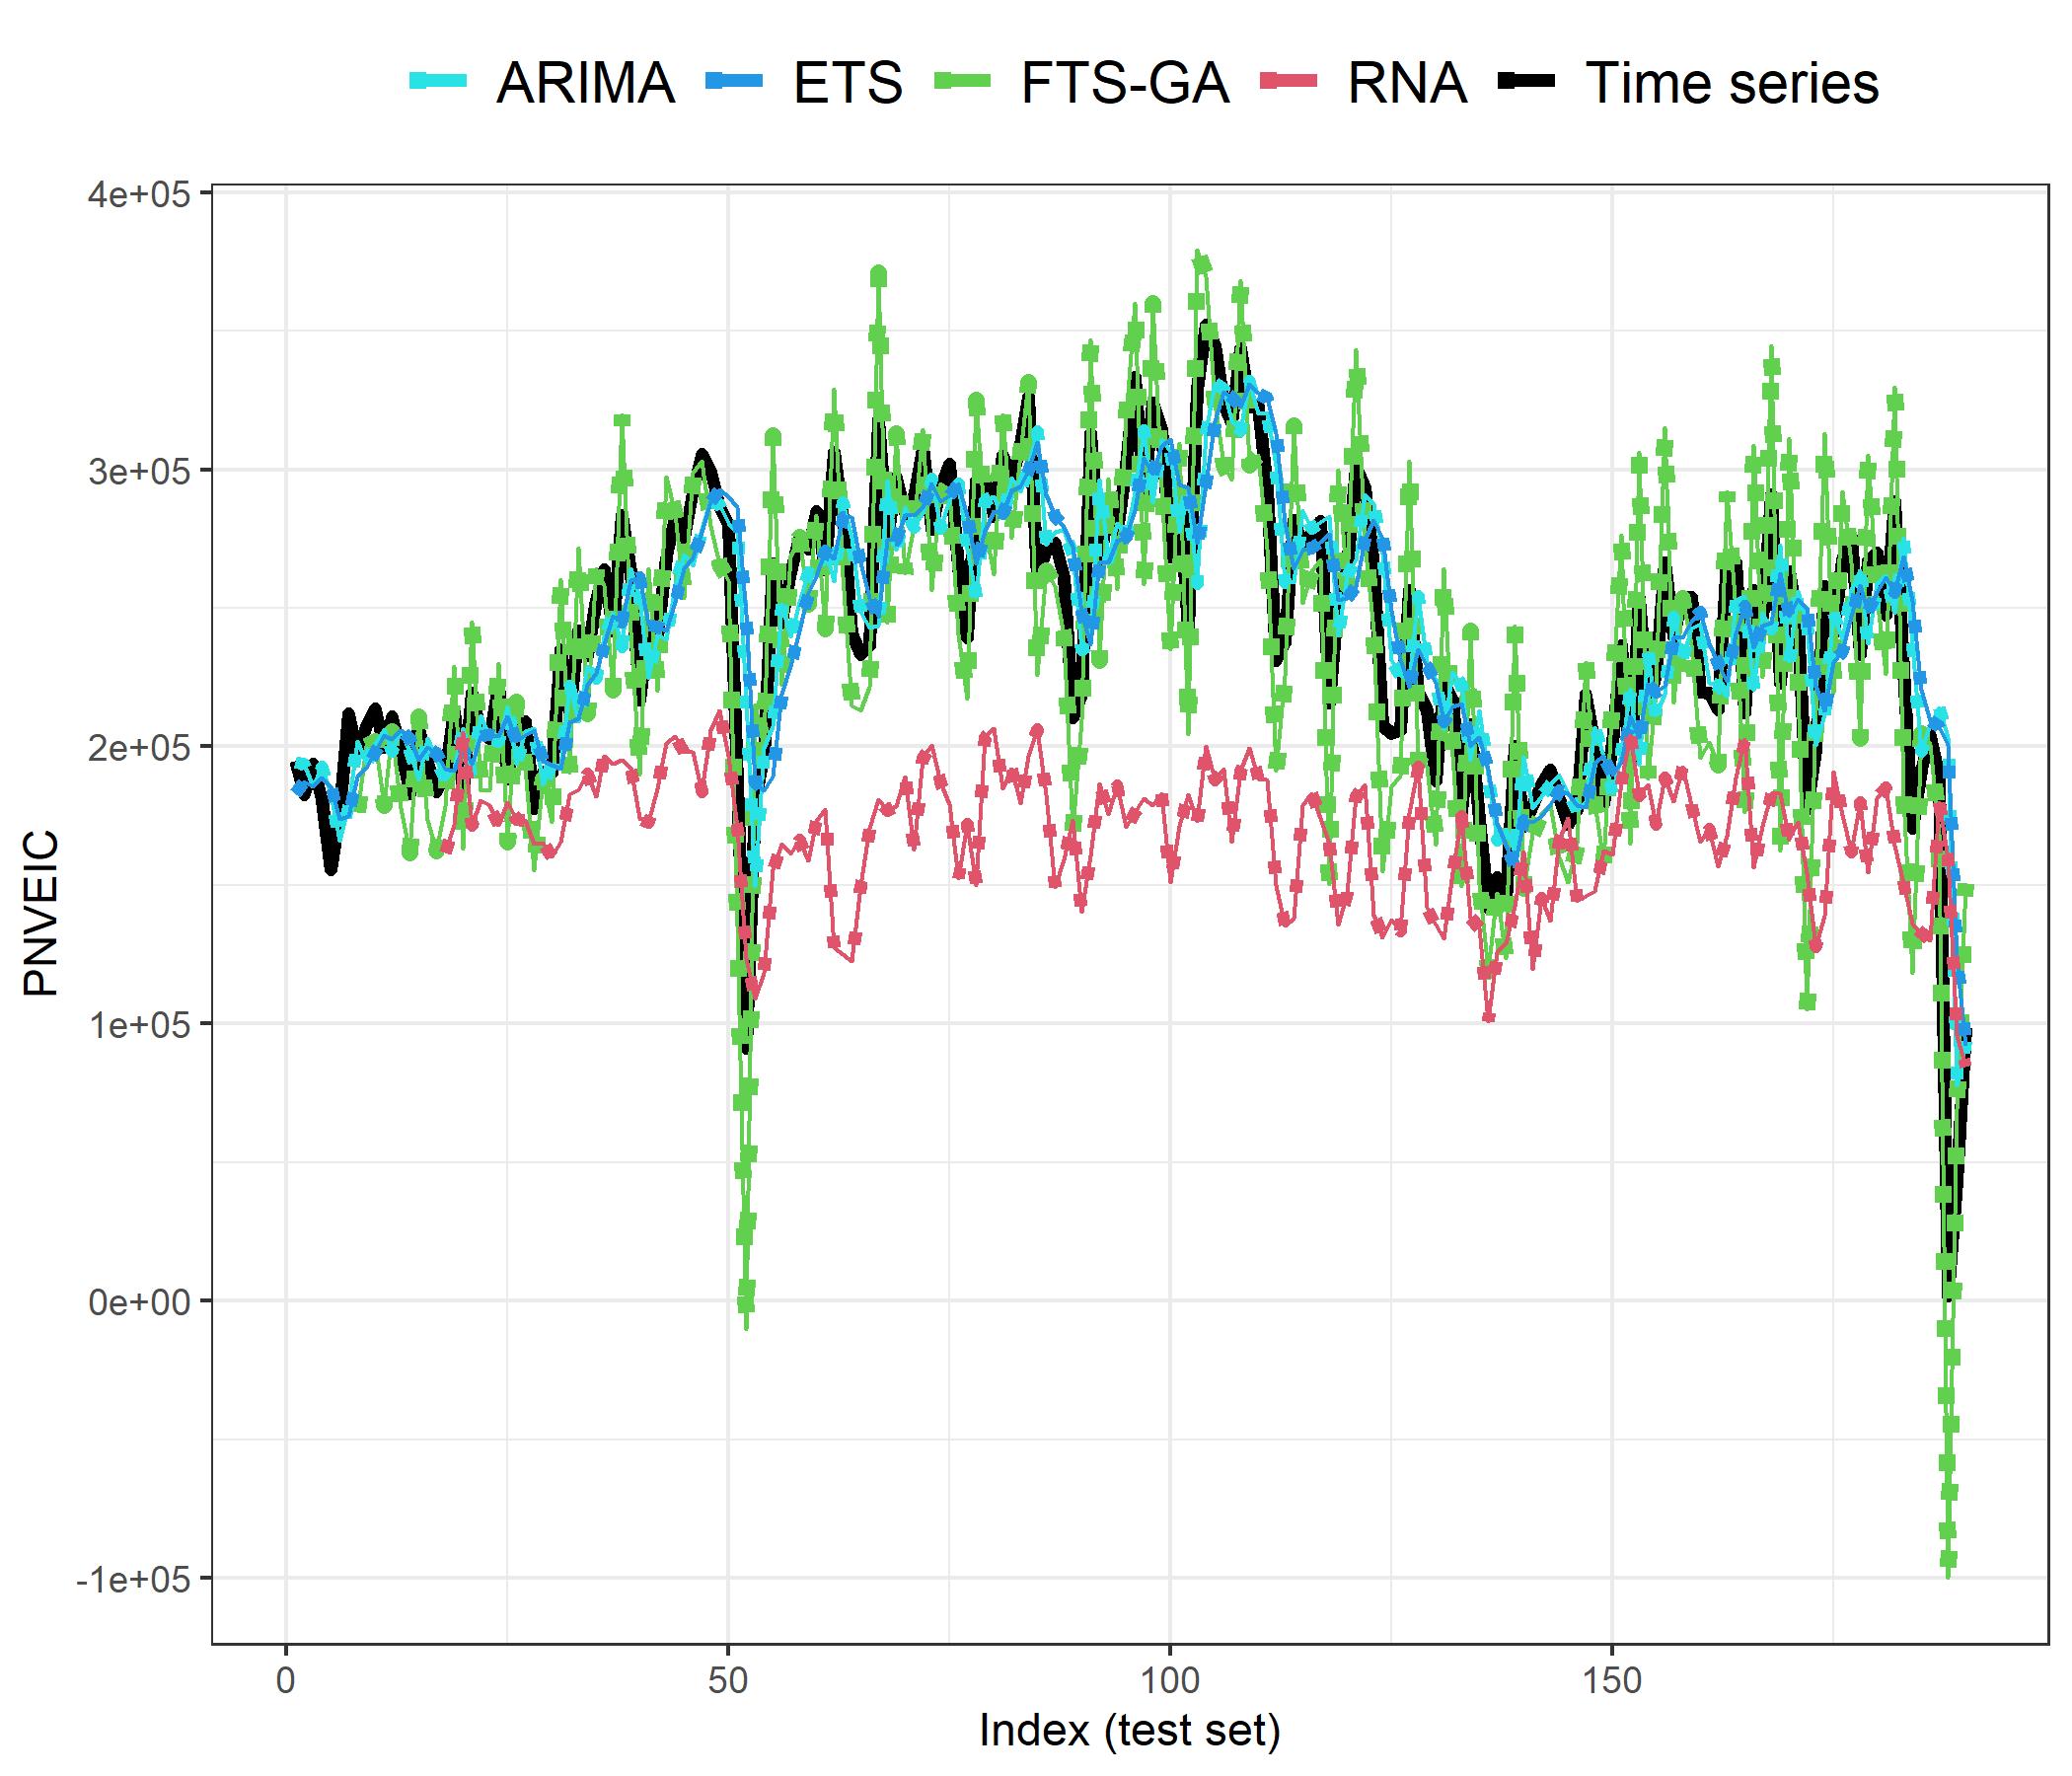 ARIMA ETS FTS-GA RNA Time series
4e+05
3e+05
2e+05
1e+05
0e+00
-1e+05
PNVEIC
0 50 100 150
Index (test set)